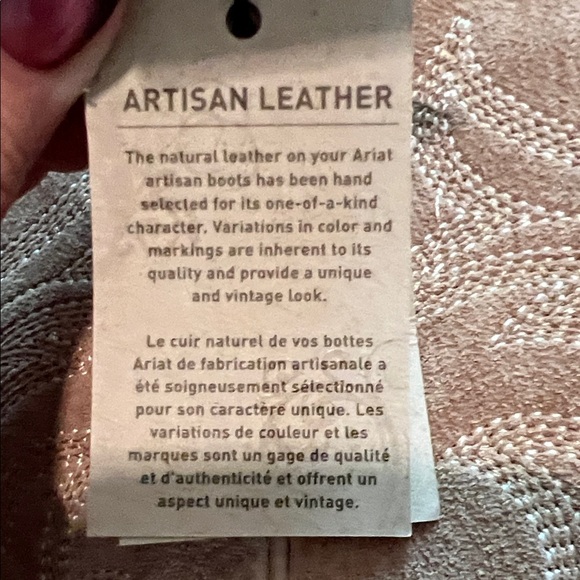 ARTISAN LEATHER
The natural leather on your Ariat
artisan boots has been hand
selected for its one-of-a-kind
character. Variations in color and
markings are inherent to its
quality and provide a unique
and vintage look.
Le cuir naturel de vos bottes
Ariat de fabrication artisanale a
été soigneusement sélectionné
pour son caractère unique. Les
variations de couleur et les
marques sont un gage de qualité
et d'authenticité et offrent un
aspect unique et vintage.